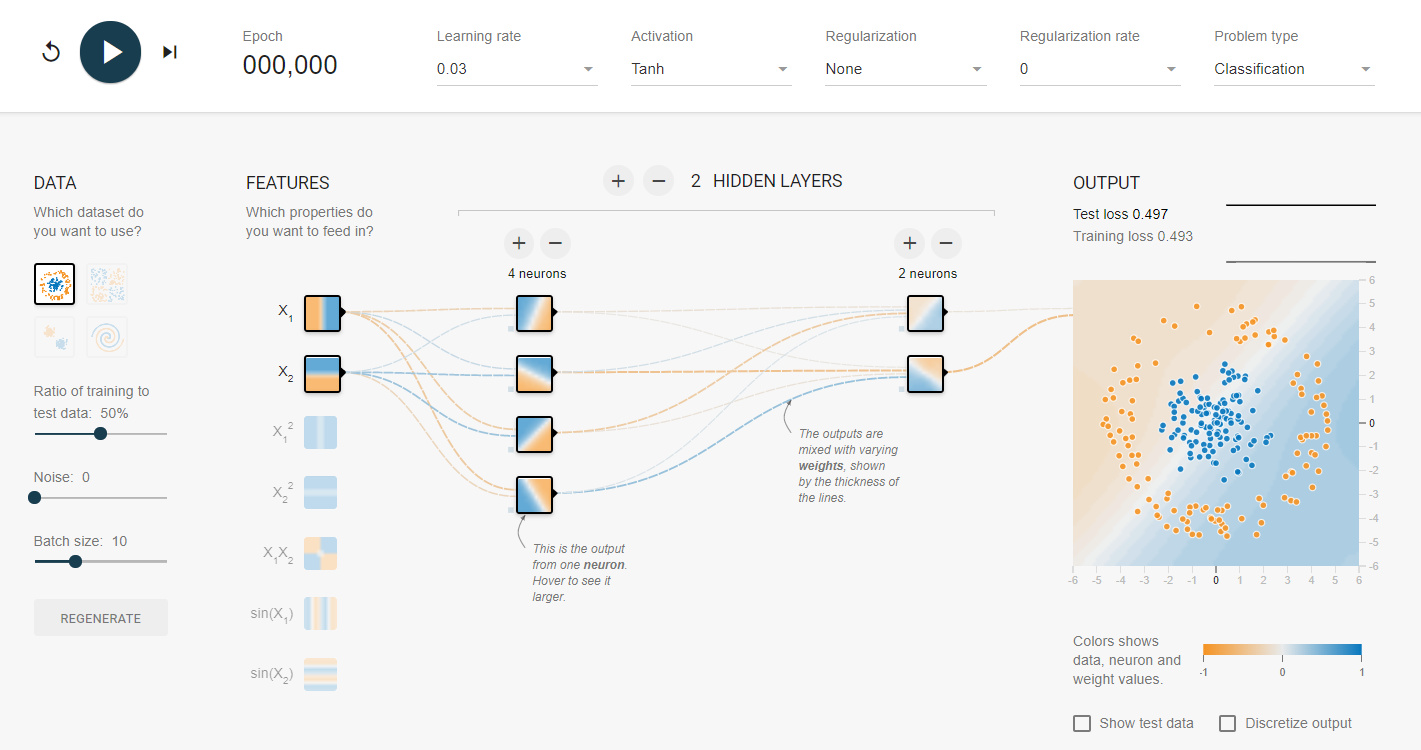 Epoch
000,000
Learning rate
0.03
Activation
Tanh
Regularization
None
Regularization rate
0
Problem type
Classification
DATA
Which dataset do
you want to use?
Ratio of training to
test data: 50%
Noise: 0
Batch size: 10
REGENERATE
FEATURES
Which properties do
you want to feed in?
X1
X2
X1²
X2²
X1X2
sin(X1)
sin(X2)
+ − 2 HIDDEN LAYERS
+ −
4 neurons
+ −
2 neurons
This is the output
from one neuron.
Hover to see it
larger.
The outputs are
mixed with varying
weights, shown
by the thickness of
the lines.
OUTPUT
Test loss 0.497
Training loss 0.493
6
5
4
3
2
1
0
-1
-2
-3
-4
-5
-6
-6 -5 -4 -3 -2 -1 0 1 2 3 4 5 6
Colors shows
data, neuron and
weight values.
-1 0 1
Show test data
Discretize output